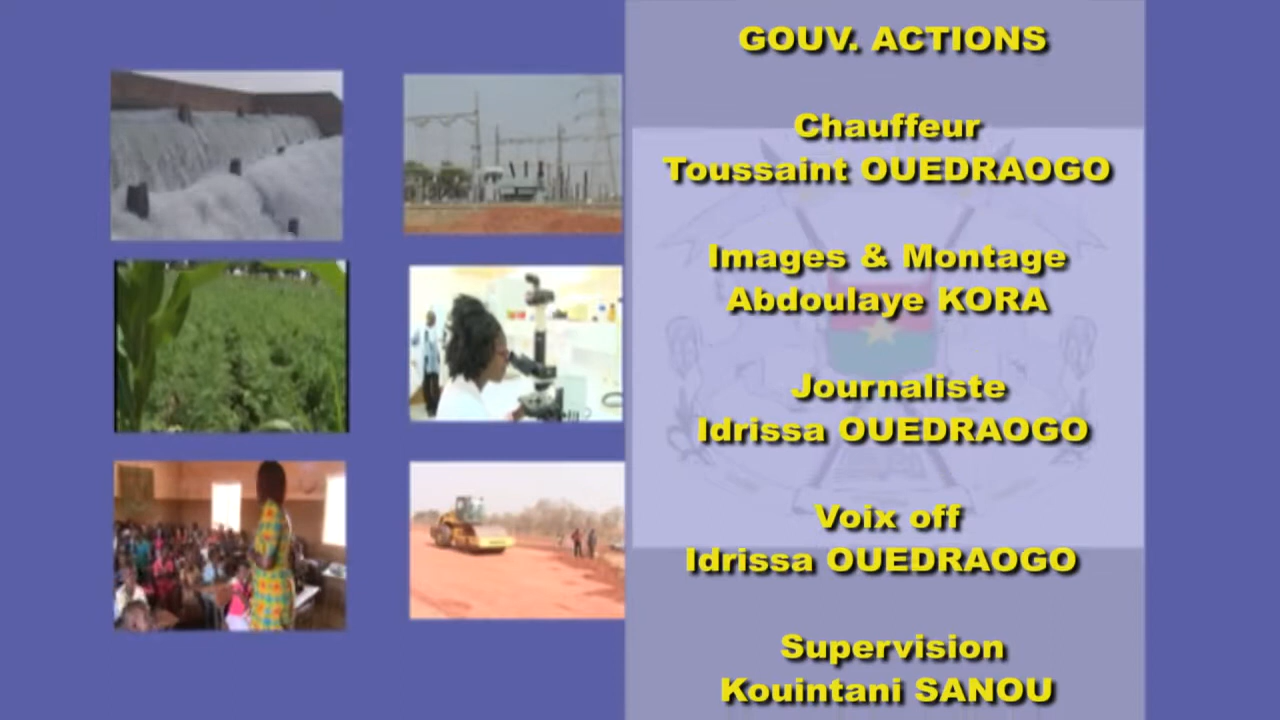 GOUV. ACTIONS
Chauffeur
Toussaint OUEDRAOGO
Images & Montage
Abdoulaye KORA
Journaliste
Idrissa OUEDRAOGO
Voix off
Idrissa OUEDRAOGO
Supervision
Kouintani SANOU